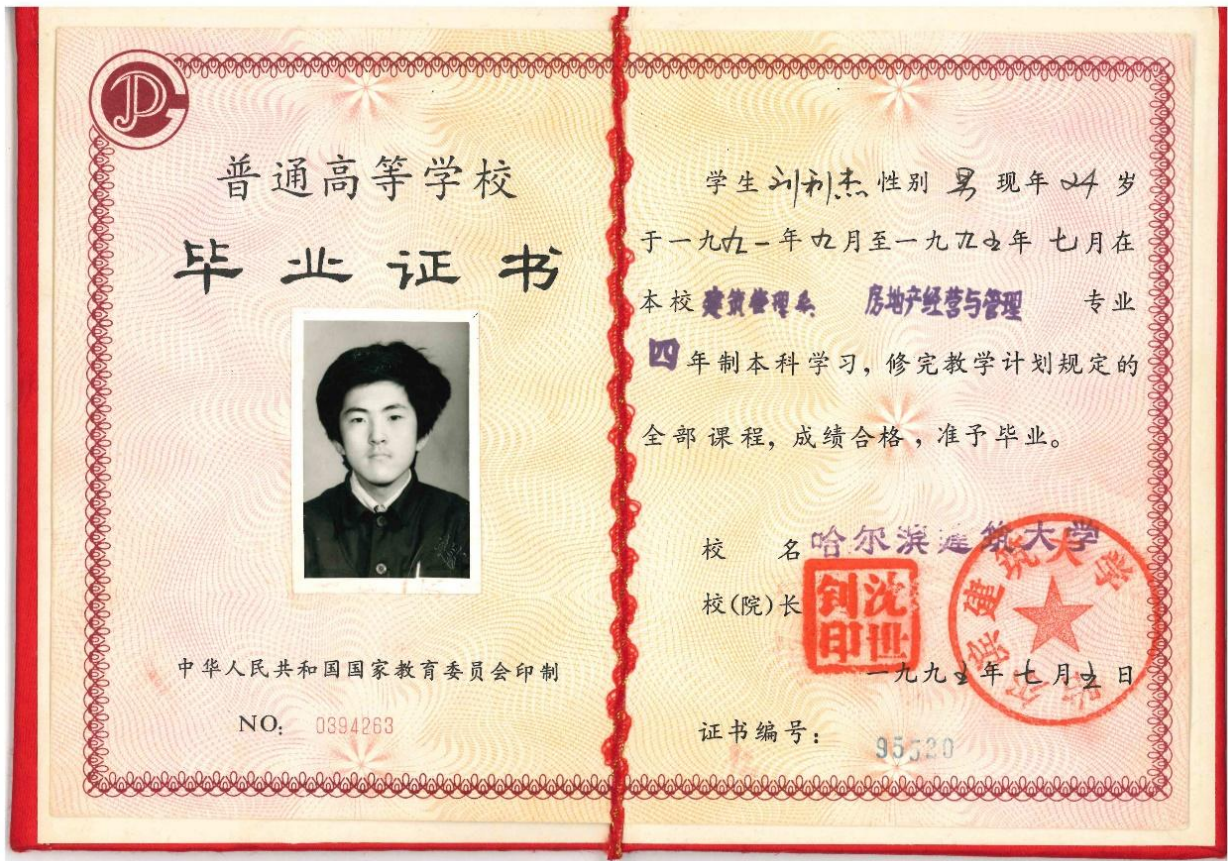 普通高等学校
毕业证书
中华人民共和国国家教育委员会印制
NO: 0394263
学生 刘利杰 性别 男 现年 24 岁
于一九九一年九月至一九九五年 七月在
本校 建筑管理系 房地产经营与管理 专业
四年制本科学习, 修完教学计划规定的
全部课程, 成绩合格, 准予毕业。
校 名 哈尔滨建筑大学
校(院)长 沈世钊印
哈尔滨建筑大学
一九九五年七月五日
证书编号: 95520